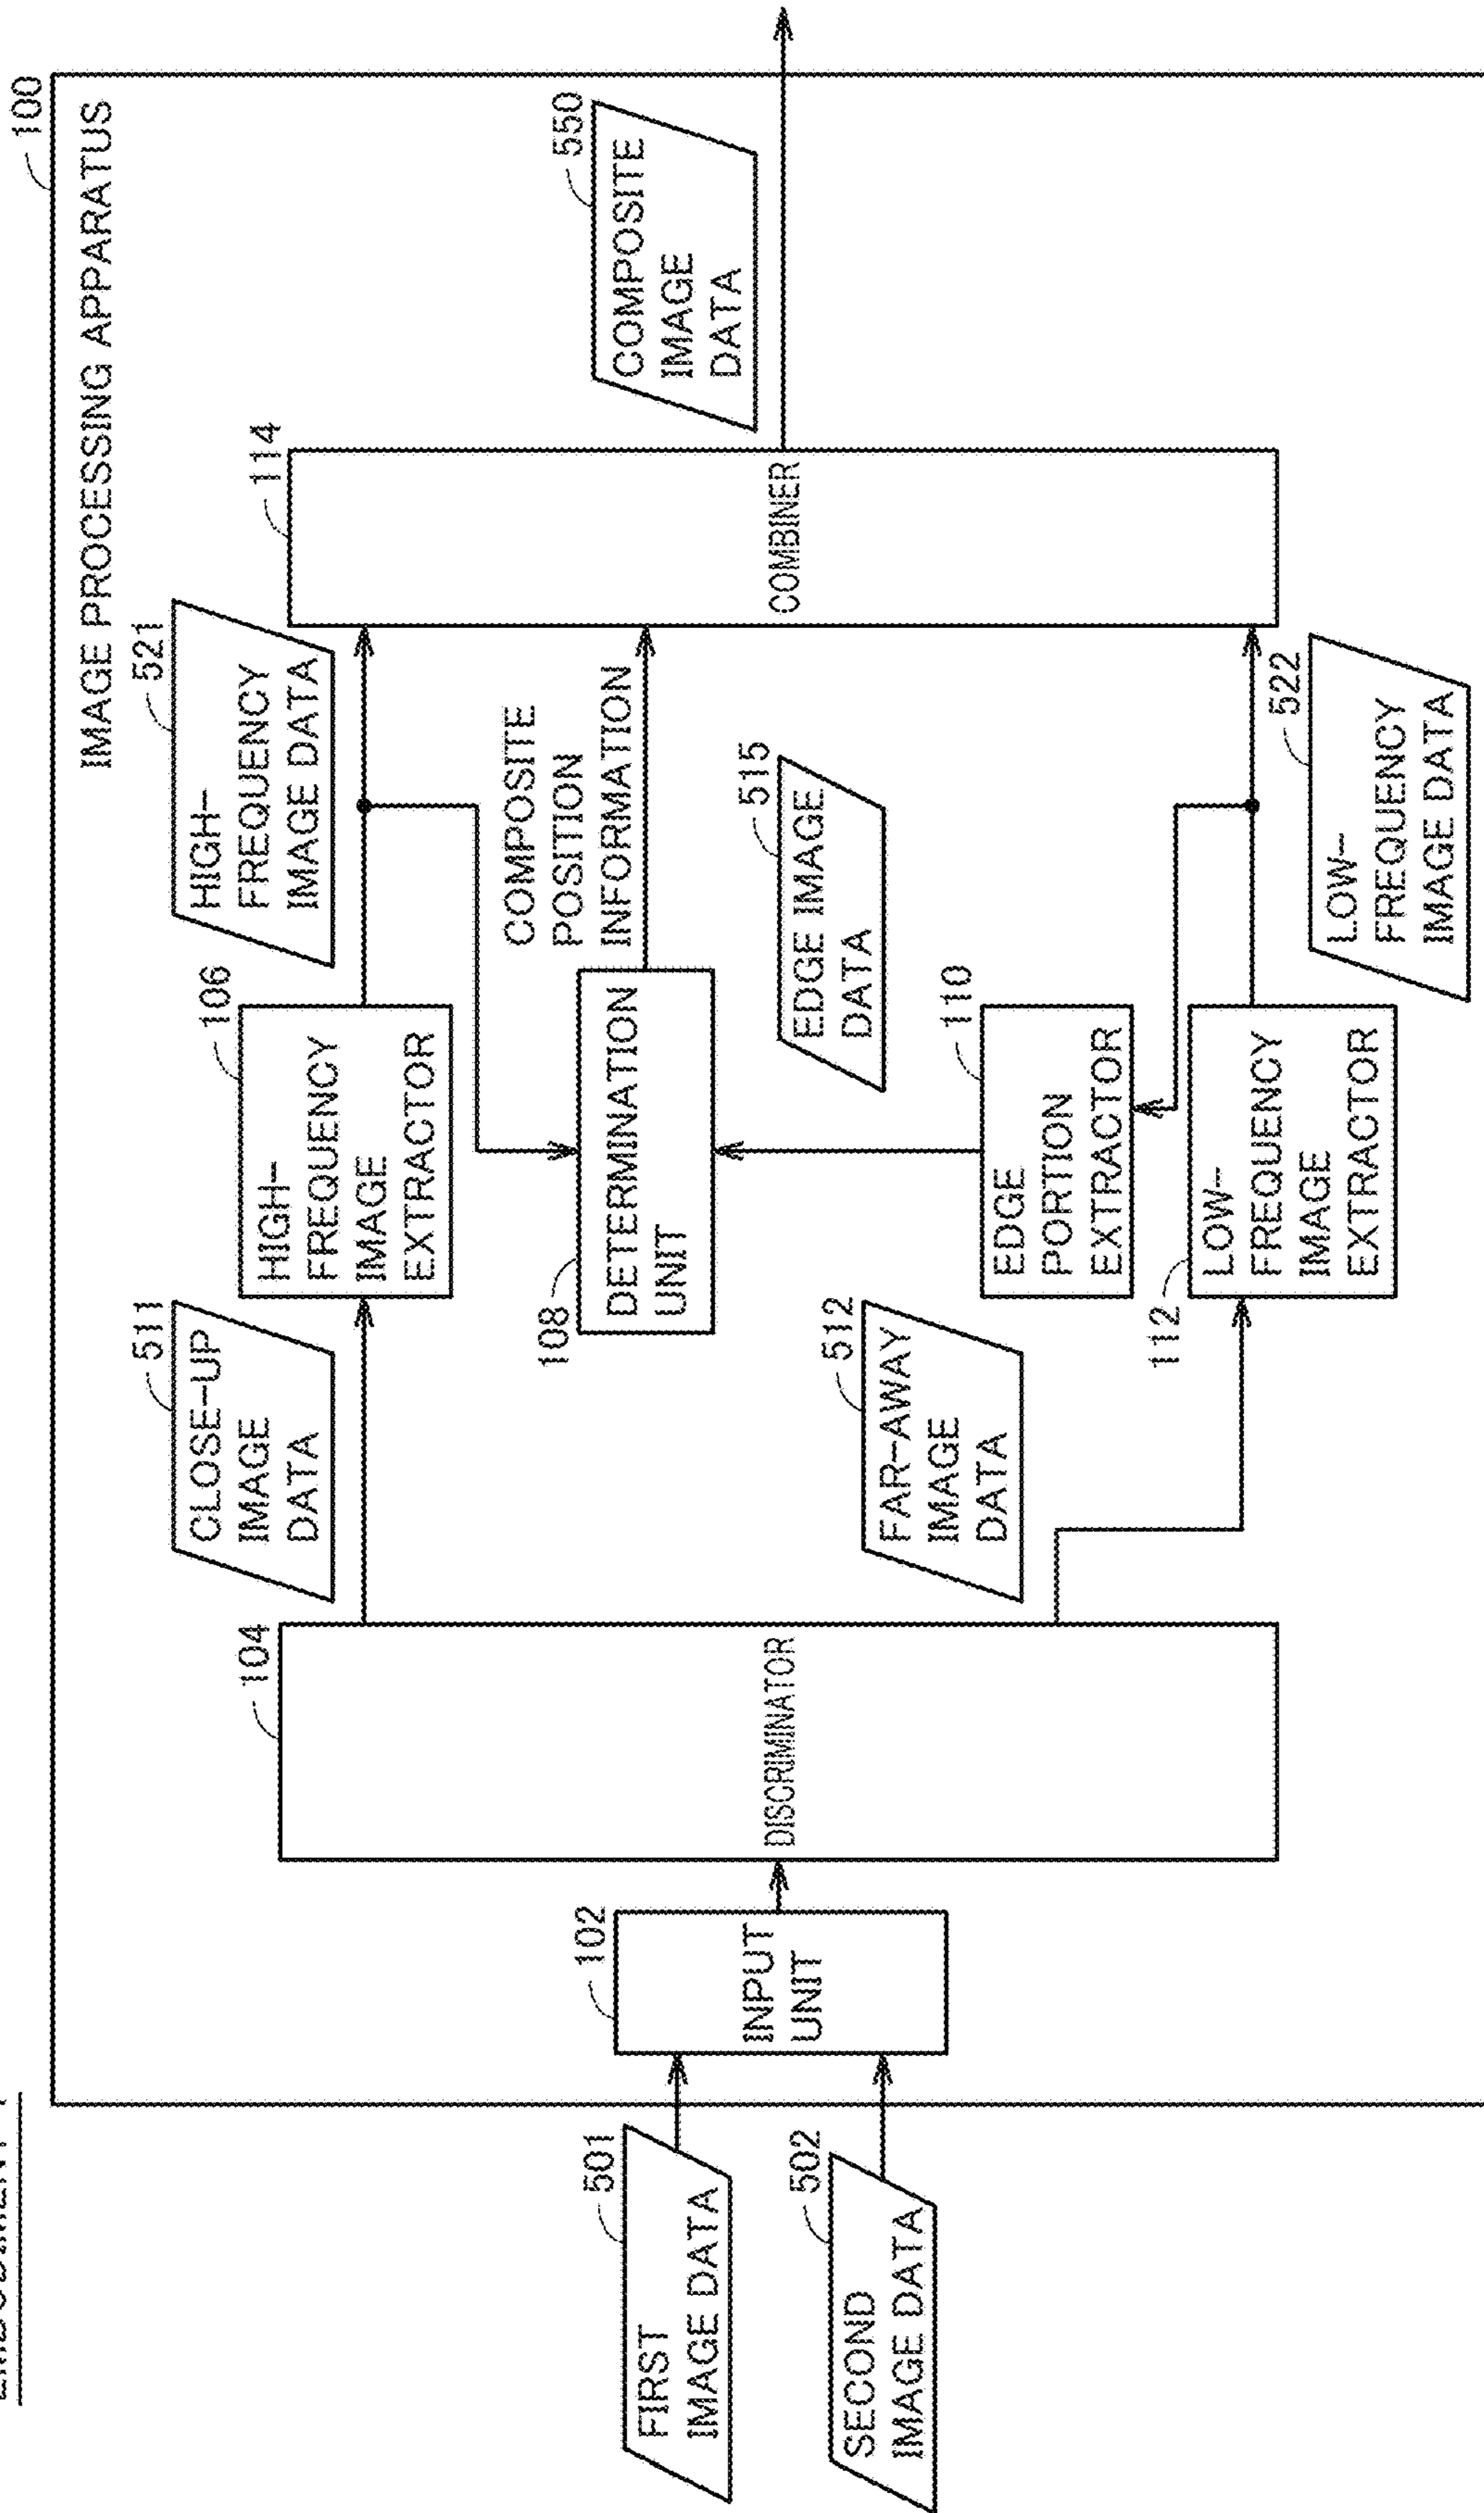 100
IMAGE PROCESSING APPARATUS
501
FIRST
IMAGE DATA
502
SECOND
IMAGE DATA
102
INPUT
UNIT
104
DISCRIMINATOR
511
CLOSE-UP
IMAGE
DATA
512
FAR-AWAY
IMAGE
DATA
106
HIGH-
FREQUENCY
IMAGE
EXTRACTOR
108
DETERMINATION
UNIT
110
EDGE
PORTION
EXTRACTOR
112
LOW-
FREQUENCY
IMAGE
EXTRACTOR
521
HIGH-
FREQUENCY
IMAGE DATA
COMPOSITE
POSITION
INFORMATION
515
EDGE IMAGE
DATA
522
LOW-
FREQUENCY
IMAGE DATA
114
COMBINER
550
COMPOSITE
IMAGE
DATA